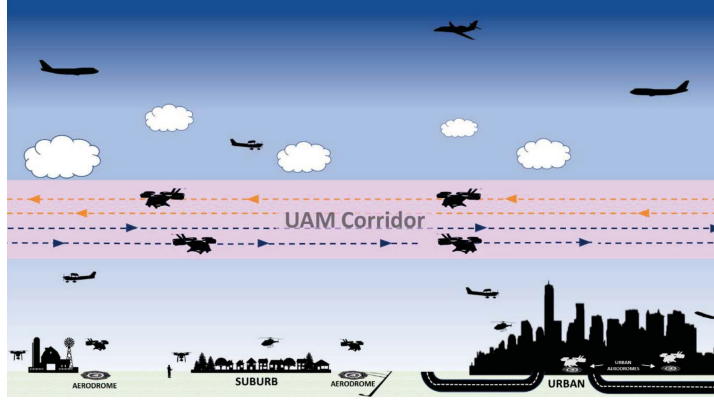 UAM Corridor
AERODROME
SUBURB
AERODROME
URBAN
AERODROMES
URBAN